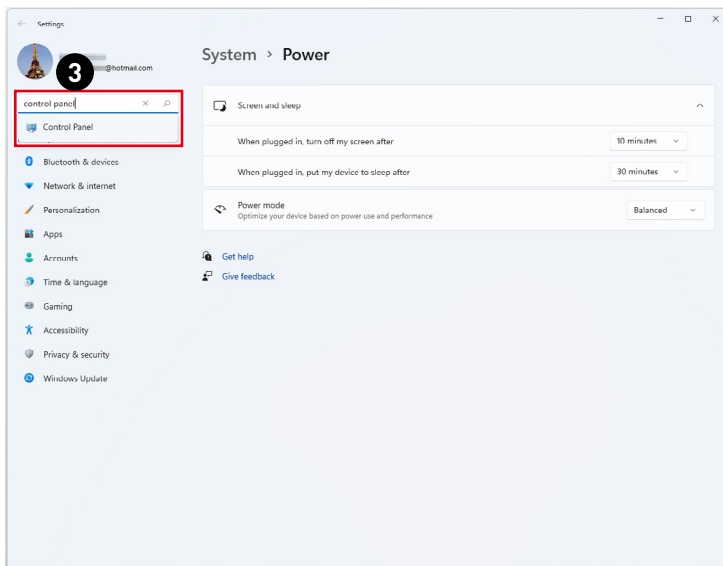 Settings
System > Power
@hotmail.com
3
control panel
Control Panel
Bluetooth & devices
Network & internet
Personalization
Apps
Accounts
Time & language
Gaming
Accessibility
Privacy & security
Windows Update
Screen and sleep
When plugged in, turn off my screen after
10 minutes
When plugged in, put my device to sleep after
30 minutes
Power mode
Optimize your device based on power use and performance
Balanced
Get help
Give feedback